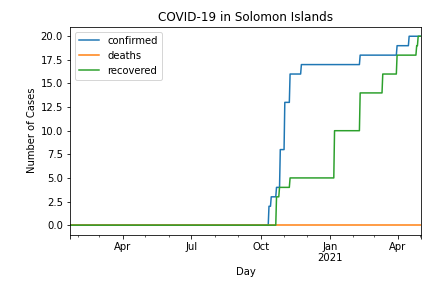 COVID-19 in Solomon Islands
confirmed
deaths
recovered
Number of Cases
20.0
17.5
15.0
12.5
10.0
7.5
5.0
2.5
0.0
Apr Jul Oct Jan Apr
2021
Day